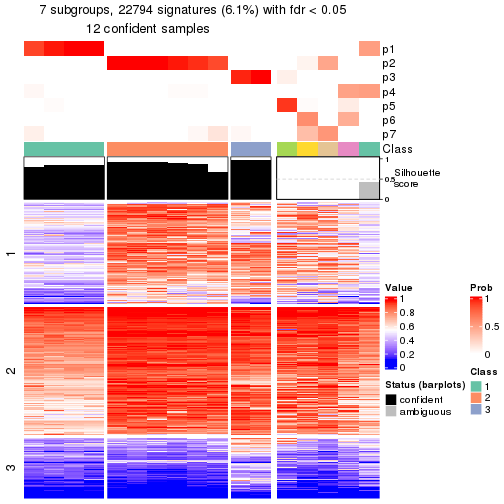 7 subgroups, 22794 signatures (6.1%) with fdr < 0.05
12 confident samples
p1
p2
p3
p4
p5
p6
p7
Class
1
0.5
0
Silhouette
score
1
2
3
Value
1
0.8
0.6
0.4
0.2
0
Prob
1
0.5
0
Status (barplots)
confident
ambiguous
Class
1
2
3